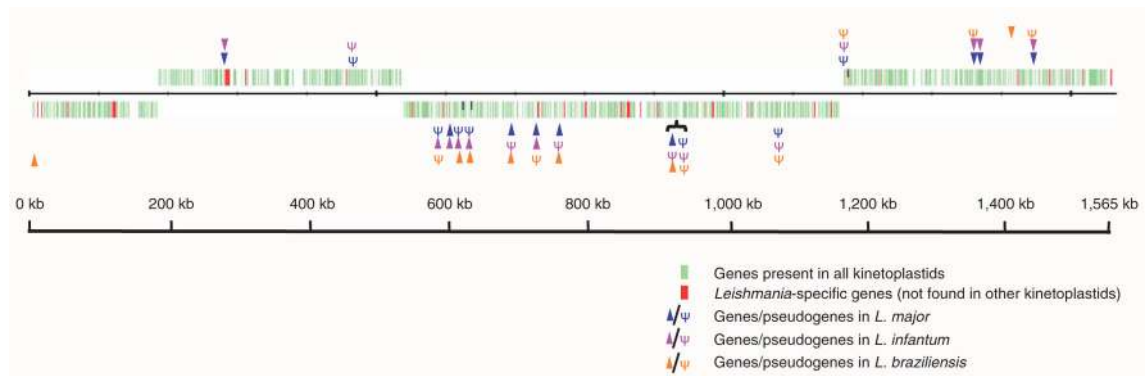 0 kb 200 kb 400 kb 600 kb 800 kb 1,000 kb 1,200 kb 1,400 kb 1,565 kb
Genes present in all kinetoplastids
Leishmania-specific genes (not found in other kinetoplastids)
/ψ Genes/pseudogenes in L. major
/ψ Genes/pseudogenes in L. infantum
/ψ Genes/pseudogenes in L. braziliensis